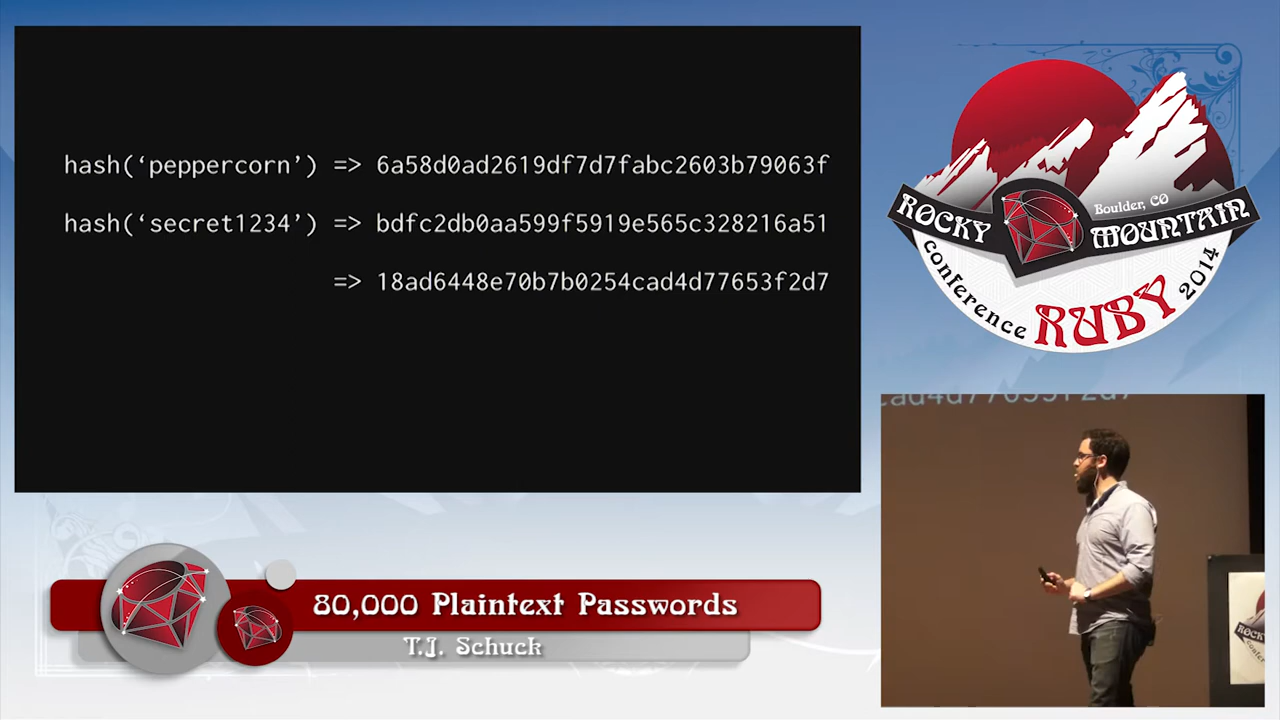 hash(‘peppercorn’) => 6a58d0ad2619df7d7fabc2603b79063f
hash(‘secret1234’) => bdfc2db0aa599f5919e565c328216a51
=> 18ad6448e70b7b0254cad4d77653f2d7
Boulder, CO
ROCKY MOUNTAIN
conference RUBY 2014
cad4d77653f2d7
80,000 Plaintext Passwords
T.J. Schuck